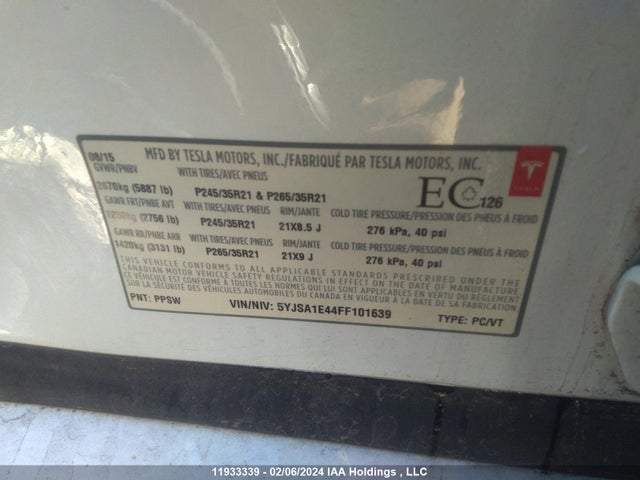 08/15 MFD BY TESLA MOTORS, INC./FABRIQUÉ PAR TESLA MOTORS, INC.
GVWR/PNBV WITH TIRES/AVEC PNEUS
2670kg (5887 lb) P245/35R21 & P265/35R21
EC 126
TESLA
GAWR FRT/PNBE AVT WITH TIRES/AVEC PNEUS RIM/JANTE COLD TIRE PRESSURE/PRESSION DES PNEUS À FROID
1250kg (2756 lb) P245/35R21 21X8.5 J 276 kPa, 40 psi
GAWR RR/PNBE ARR WITH TIRES/AVEC PNEUS RIM/JANTE COLD TIRE PRESSURE/PRESSION DES PNEUS À FROID
1420kg (3131 lb) P265/35R21 21X9 J 276 kPa, 40 psi
THIS VEHICLE CONFORMS TO ALL APPLICABLE STANDARDS PRESCRIBED UNDER THE
CANADIAN MOTOR VEHICLE SAFETY REGULATIONS IN EFFECT ON THE DATE OF MANUFACTURE
CE VÉHICULE EST CONFORME À TOUTES LES NORMES QUI LUI SONT APPLICABLES EN VERTU DU RÈGLEMENT
SUR LA SÉCURITÉ DES VÉHICULES AUTOMOBILES DU CANADA EN VIGUEUR À LA DATE DE SA FABRICATION
PNT: PPSW VIN/NIV: 5YJSA1E44FF101639 TYPE: PC/VT
11933339 - 02/06/2024 IAA Holdings , LLC